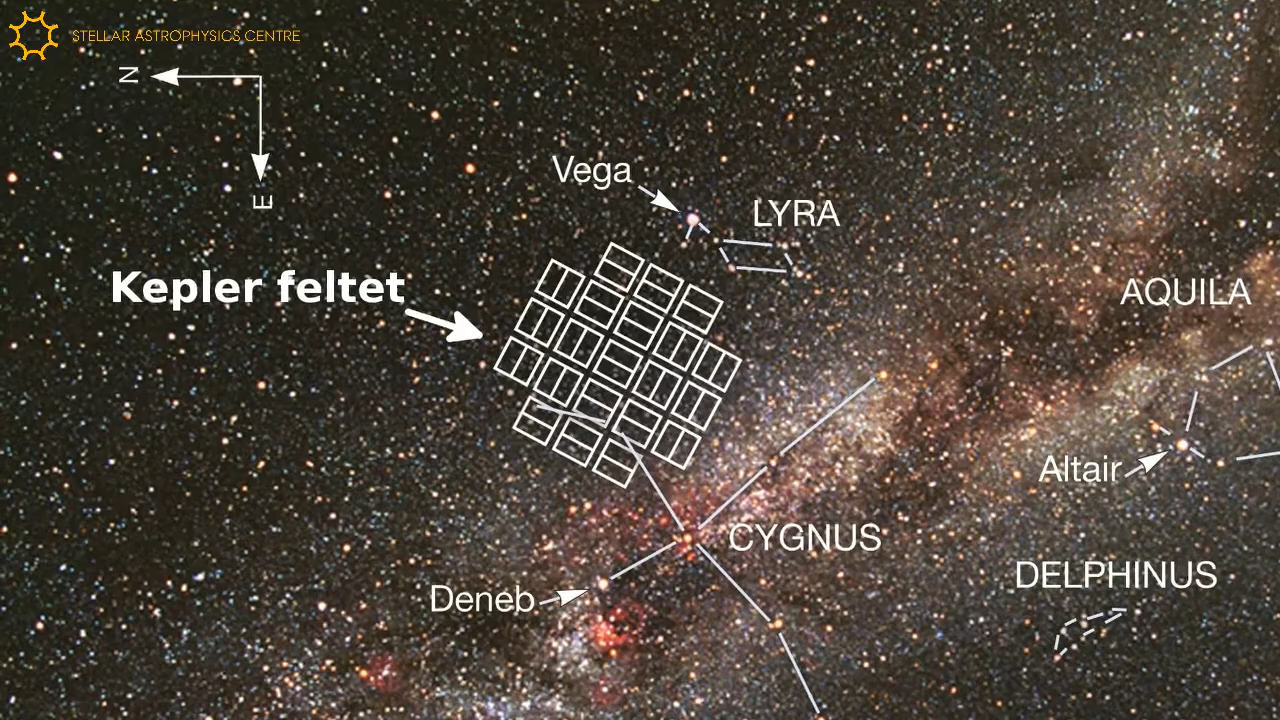 STELLAR ASTROPHYSICS CENTRE
N
E
Vega
LYRA
Kepler feltet
AQUILA
Altair
CYGNUS
DELPHINUS
Deneb